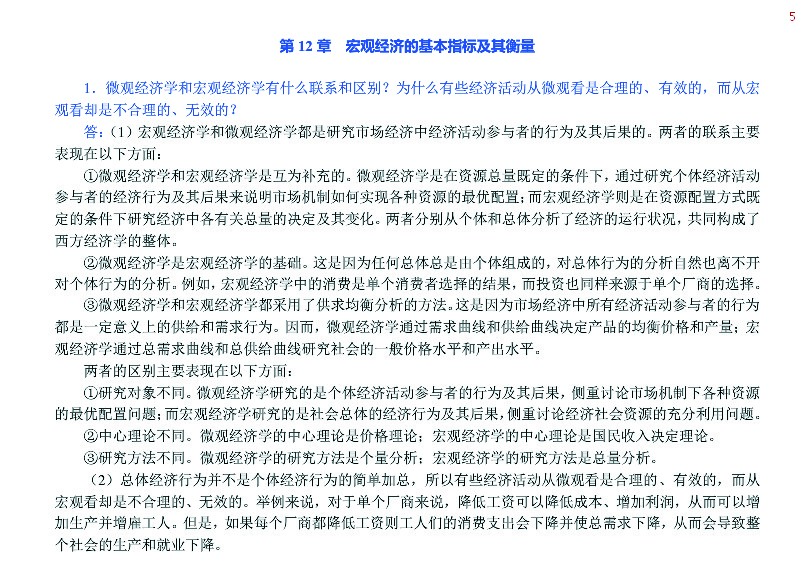 5
第 12 章 宏观经济的基本指标及其衡量
1．微观经济学和宏观经济学有什么联系和区别？为什么有些经济活动从微观看是合理的、有效的，而从宏
观看却是不合理的、无效的？
答：（1）宏观经济学和微观经济学都是研究市场经济中经济活动参与者的行为及其后果的。两者的联系主要
表现在以下方面：
①微观经济学和宏观经济学是互为补充的。微观经济学是在资源总量既定的条件下，通过研究个体经济活动
参与者的经济行为及其后果来说明市场机制如何实现各种资源的最优配置；而宏观经济学则是在资源配置方式既
定的条件下研究经济中各有关总量的决定及其变化。两者分别从个体和总体分析了经济的运行状况，共同构成了
西方经济学的整体。
②微观经济学是宏观经济学的基础。这是因为任何总体总是由个体组成的，对总体行为的分析自然也离不开
对个体行为的分析。例如，宏观经济学中的消费是单个消费者选择的结果，而投资也同样来源于单个厂商的选择。
③微观经济学和宏观经济学都采用了供求均衡分析的方法。这是因为市场经济中所有经济活动参与者的行为
都是一定意义上的供给和需求行为。因而，微观经济学通过需求曲线和供给曲线决定产品的均衡价格和产量；宏
观经济学通过总需求曲线和总供给曲线研究社会的一般价格水平和产出水平。
两者的区别主要表现在以下方面：
①研究对象不同。微观经济学研究的是个体经济活动参与者的行为及其后果，侧重讨论市场机制下各种资源
的最优配置问题；而宏观经济学研究的是社会总体的经济行为及其后果，侧重讨论经济社会资源的充分利用问题。
②中心理论不同。微观经济学的中心理论是价格理论；宏观经济学的中心理论是国民收入决定理论。
③研究方法不同。微观经济学的研究方法是个量分析；宏观经济学的研究方法是总量分析。
（2）总体经济行为并不是个体经济行为的简单加总，所以有些经济活动从微观看是合理的、有效的，而从
宏观看却是不合理的、无效的。举例来说，对于单个厂商来说，降低工资可以降低成本、增加利润，从而可以增
加生产并增雇工人。但是，如果每个厂商都降低工资则工人们的消费支出会下降并使总需求下降，从而会导致整
个社会的生产和就业下降。